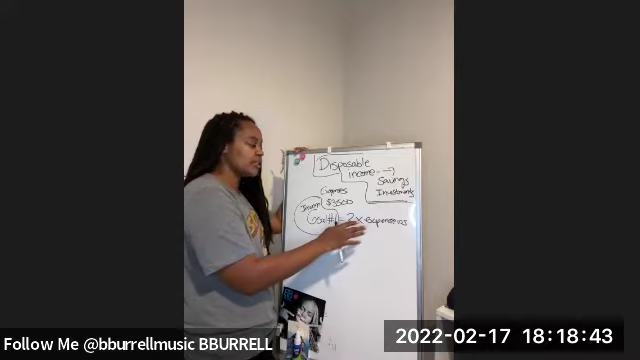 Disposable
income ->
Savings
Investments
Expenses
$3500
Income
Goal # 2x expenses
Follow Me @bburrellmusic BBURRELL
2022-02-17 18:18:43